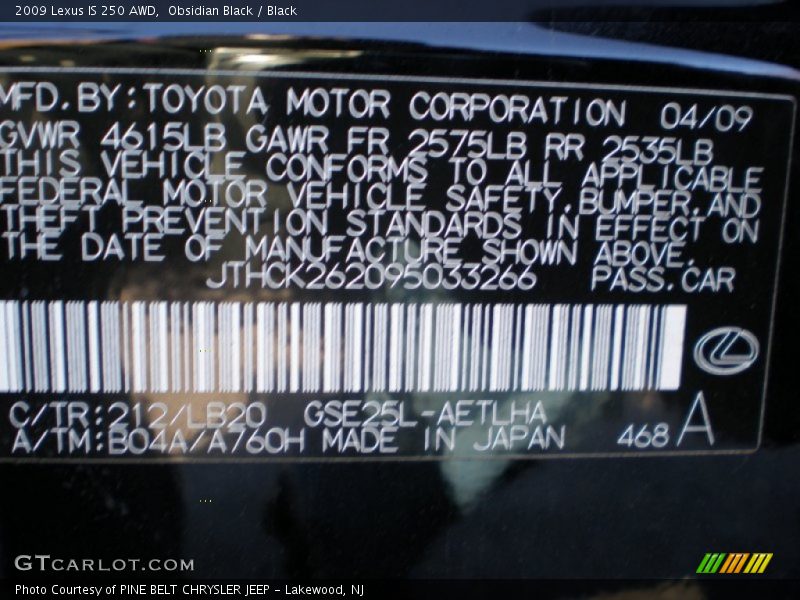 2009 Lexus IS 250 AWD,  Obsidian Black / Black
MFD.BY:TOYOTA MOTOR CORPORATION 04/09
GVWR 4615LB GAWR FR 2575LB RR 2535LB
THIS VEHICLE CONFORMS TO ALL APPLICABLE
FEDERAL MOTOR VEHICLE SAFETY,BUMPER,AND
THEFT PREVENTION STANDARDS IN EFFECT ON
THE DATE OF MANUFACTURE SHOWN ABOVE.
JTHCK262095033266 PASS.CAR
C/TR:212/LB20 GSE25L-AETLHA
A/TM:B04A/A760H MADE IN JAPAN 468 A
GTCARLOT.COM
Photo Courtesy of PINE BELT CHRYSLER JEEP - Lakewood, NJ